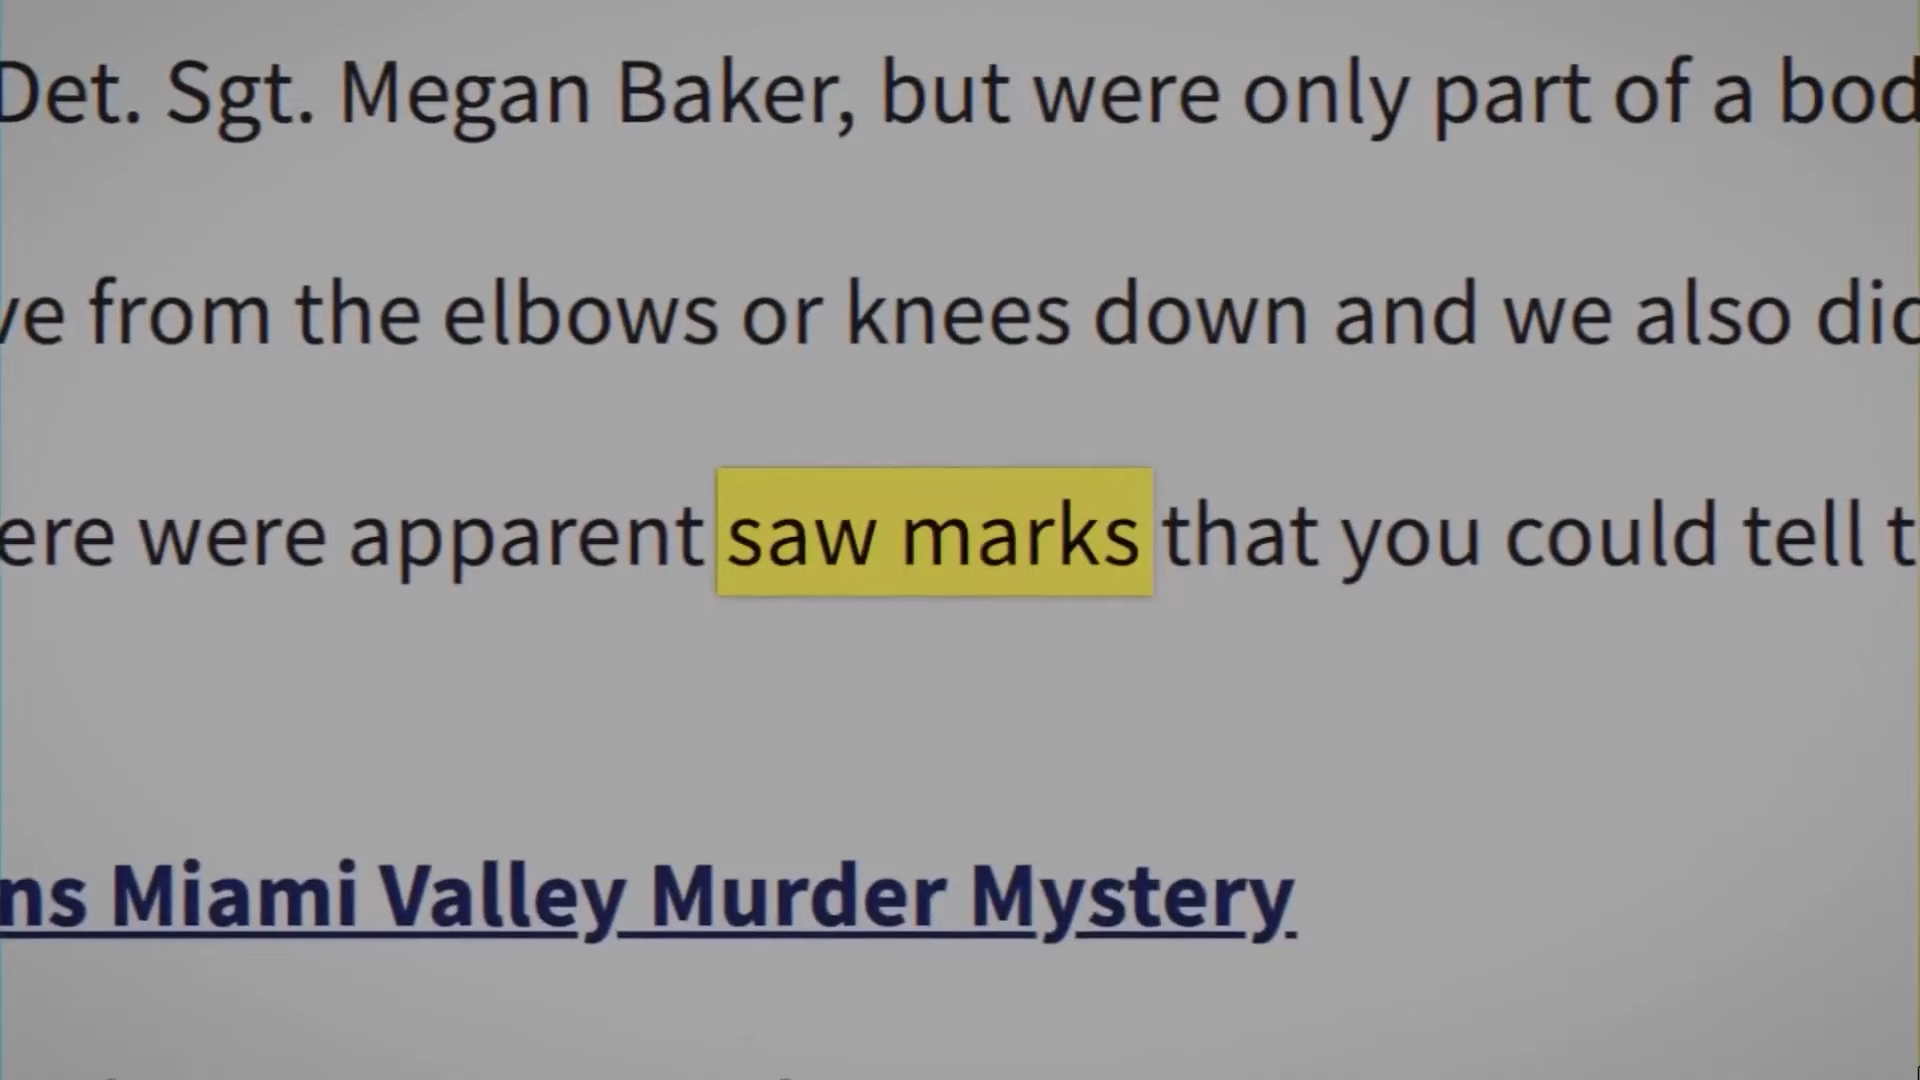 Det. Sgt. Megan Baker, but were only part of a bod
ve from the elbows or knees down and we also did
ere were apparent saw marks that you could tell t
ns Miami Valley Murder Mystery